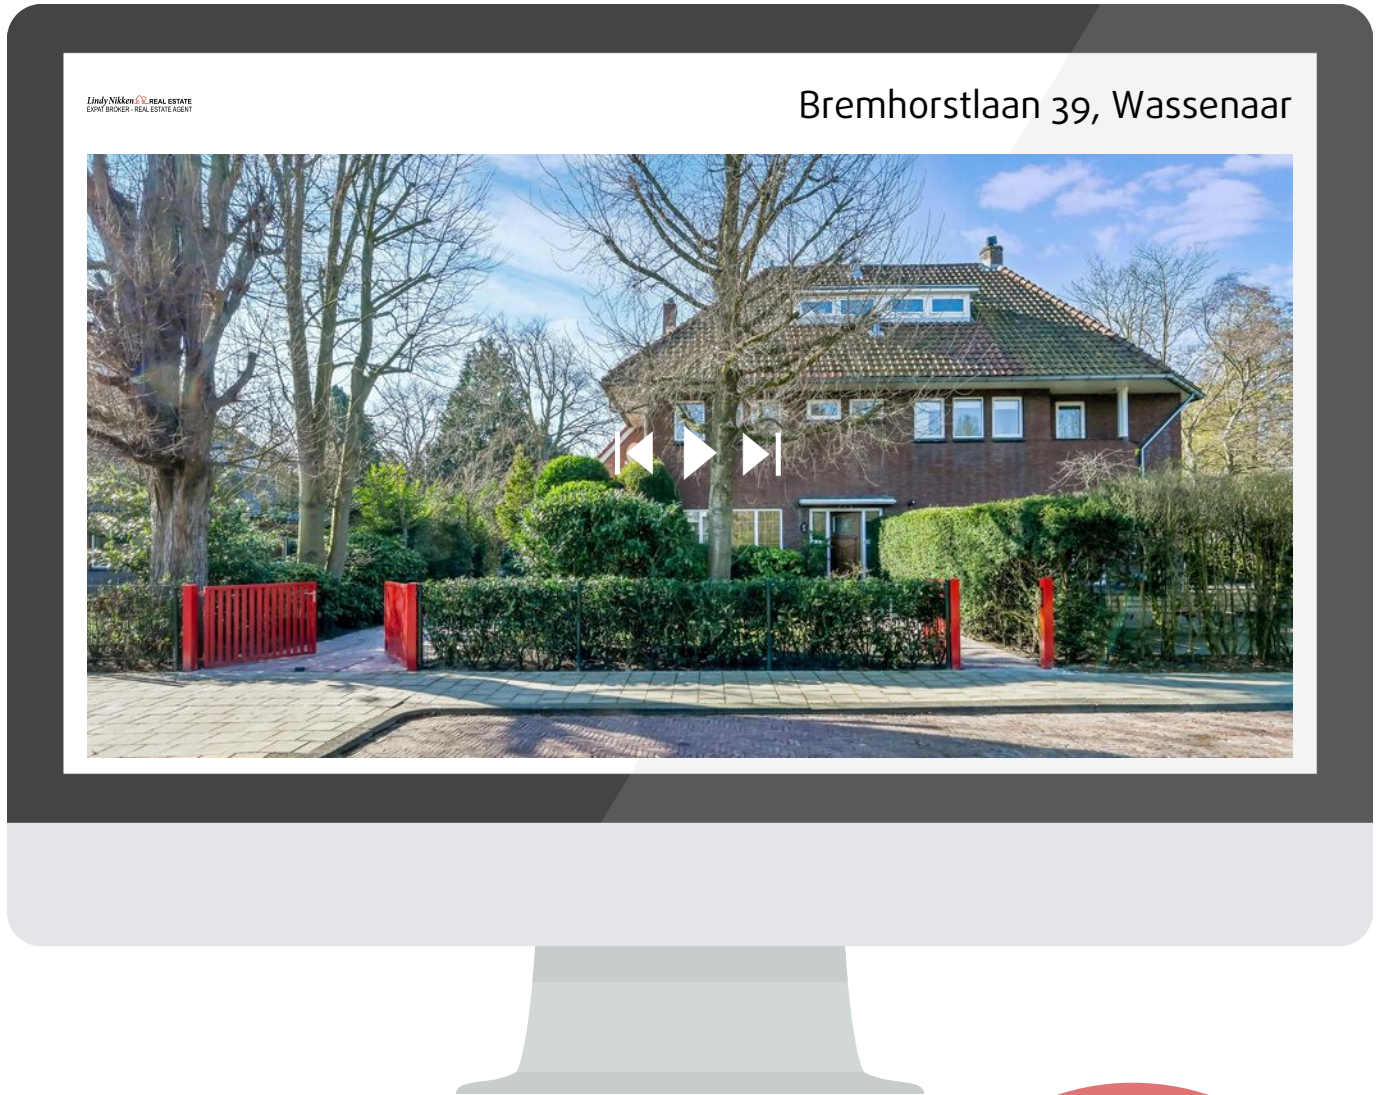 Lindy Nikken REAL ESTATE
EXPAT BROKER - REAL ESTATE AGENT
Bremhorstlaan 39, Wassenaar